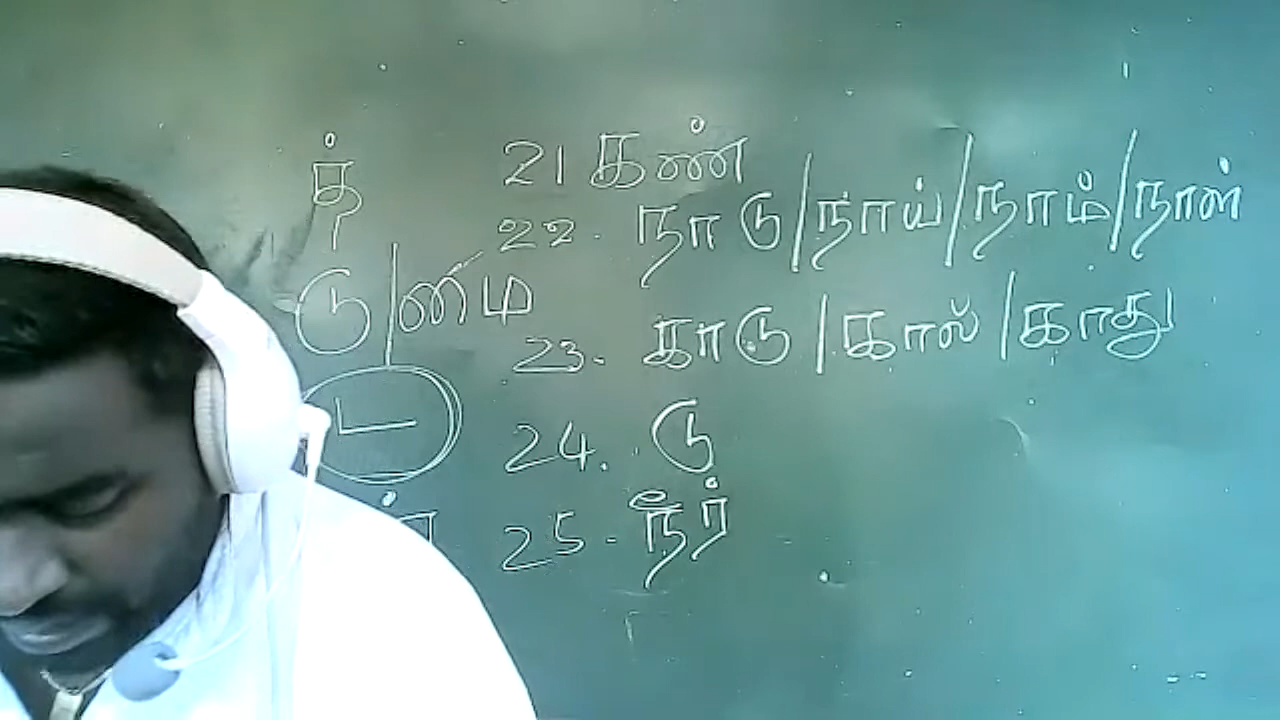 த்
டு/மை
ட
21 கண்
22. நாடு/நாய்/நாம்/நான்
23. காடு/கால்/காது
24. டு
25. நீர்